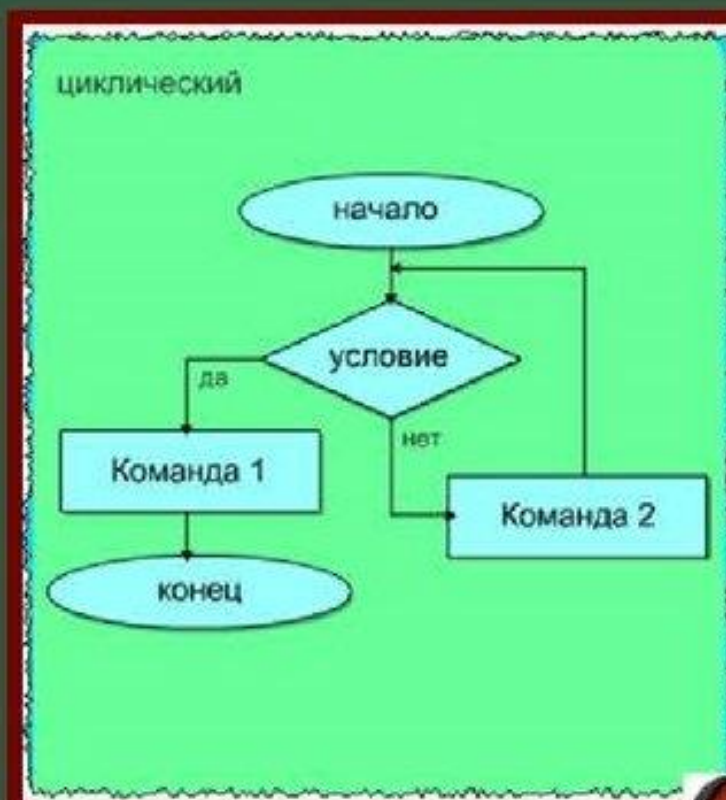 циклический
начало
условие
да
нет
Команда 1
Команда 2
конец